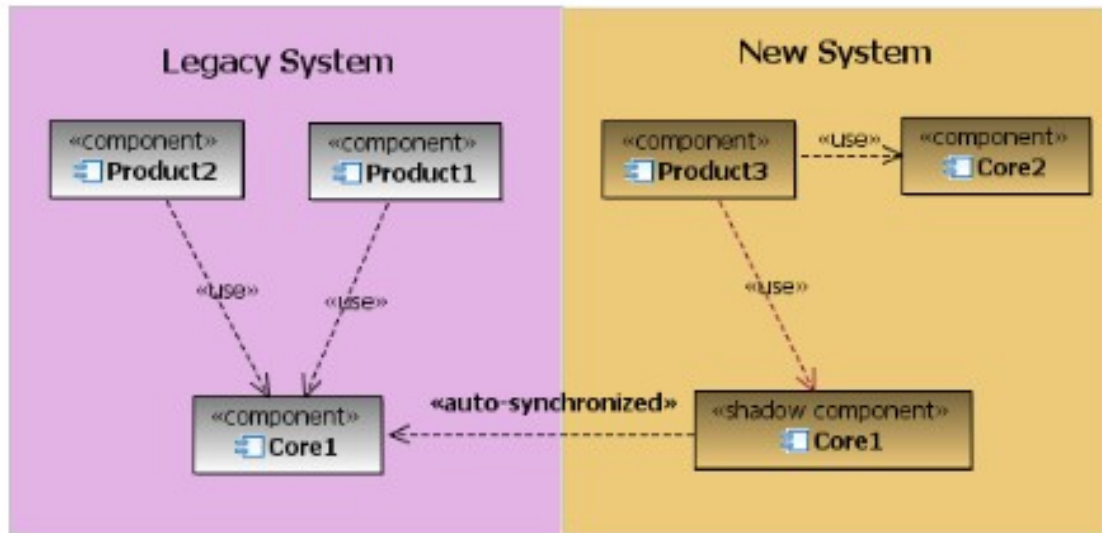 Legacy System
New System
«component»
Product2
«component»
Product1
«component»
Product3
«use»
«component»
Core2
«use»
«use»
«use»
«component»
Core1
«auto-synchronized»
«shadow component»
Core1